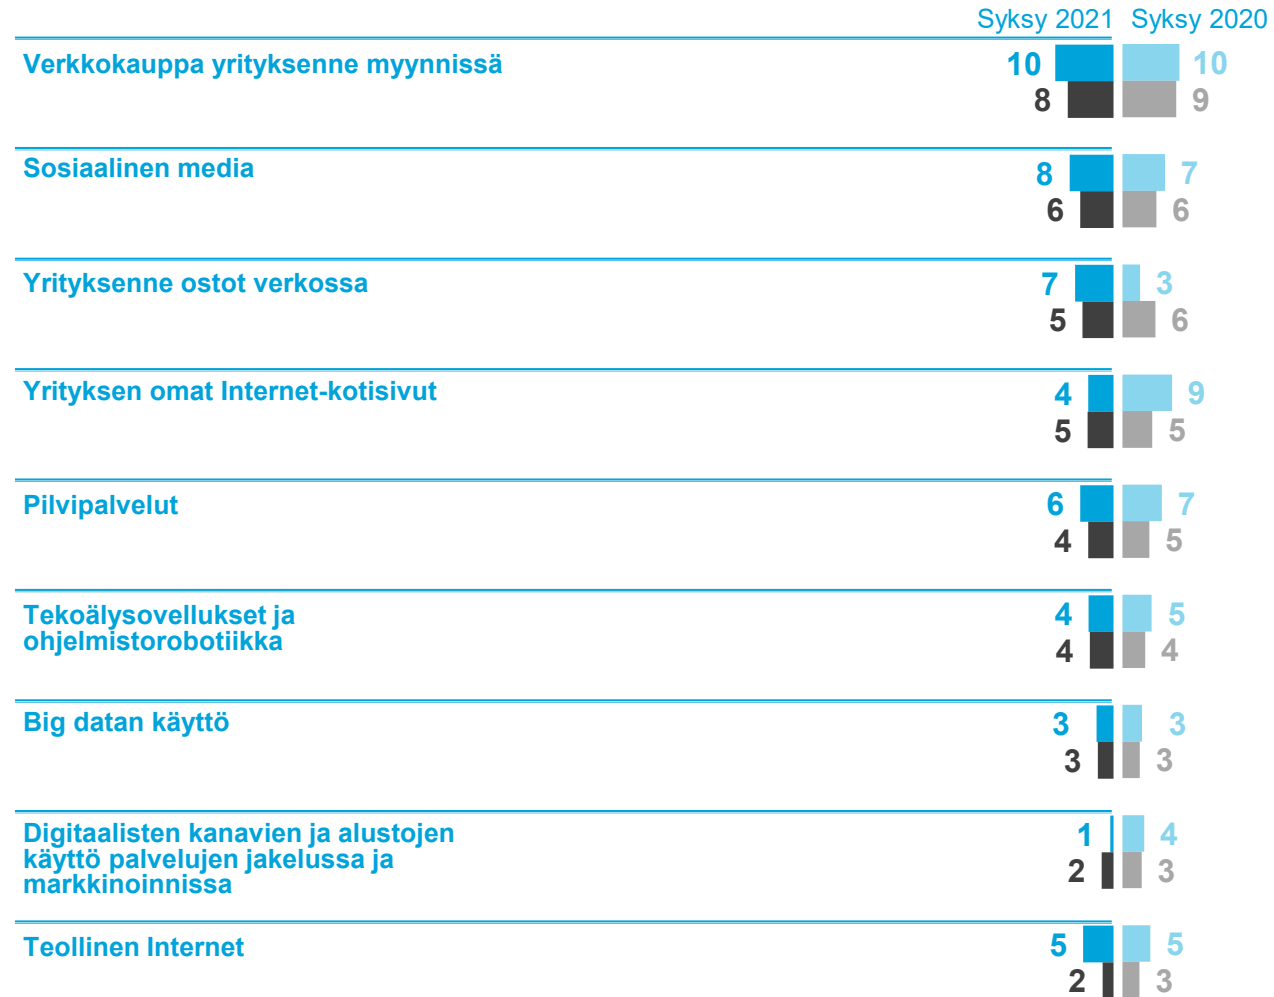 Syksy 2021 Syksy 2020
Verkkokauppa yrityksenne myynnissä
10 10
8 9
Sosiaalinen media
8 7
6 6
Yrityksenne ostot verkossa
7 3
5 6
Yrityksen omat Internet-kotisivut
4 9
5 5
Pilvipalvelut
6 7
4 5
Tekoälysovellukset ja
ohjelmistorobotiikka
4 5
4 4
Big datan käyttö
3 3
3 3
Digitaalisten kanavien ja alustojen
käyttö palvelujen jakelussa ja
markkinoinnissa
1 4
2 3
Teollinen Internet
5 5
2 3